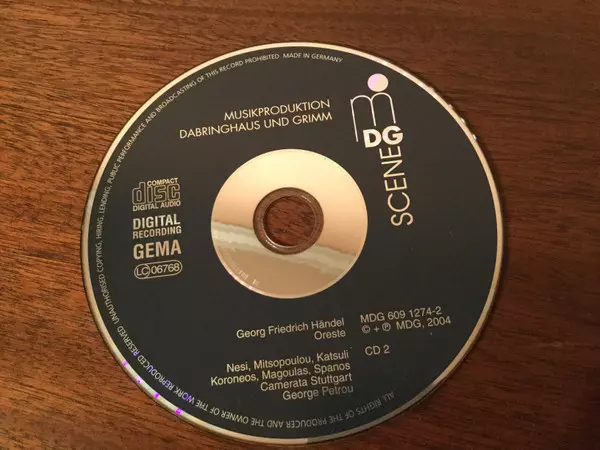 ALL RIGHTS OF THE PRODUCER AND THE OWNER OF THE WORK REPRODUCED RESERVED UNAUTHORISED COPYING, HIRING, LENDING, PUBLIC PERFORMANCE AND BROADCASTING OF THIS RECORD PROHIBITED. MADE IN GERMANY
MUSIKPRODUKTION
DABRINGHAUS UND GRIMM
mDG
SCENE
COMPACT
disc
DIGITAL AUDIO
DIGITAL
RECORDING
GEMA
LC 06768
Georg Friedrich Händel
Oreste
MDG 609 1274-2
© + ℗ MDG, 2004
CD 2
Nesi, Mitsopoulou, Katsuli
Koroneos, Magoulas, Spanos
Camerata Stuttgart
George Petrou